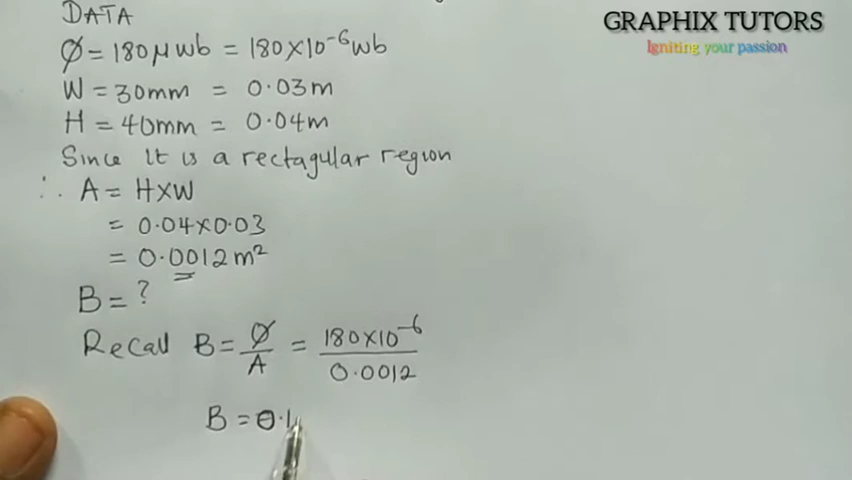 DATA
GRAPHIX TUTORS
Igniting your passion
Φ = 180μwb = 180×10⁻⁶wb
W = 30mm = 0.03m
H = 40mm = 0.04m
Since it is a rectagular region
∴ A = H×W
= 0.04×0.03
= 0.0012m²
B = ?
Recall B = Φ/A = 180×10⁻⁶/0.0012
B = 0.1